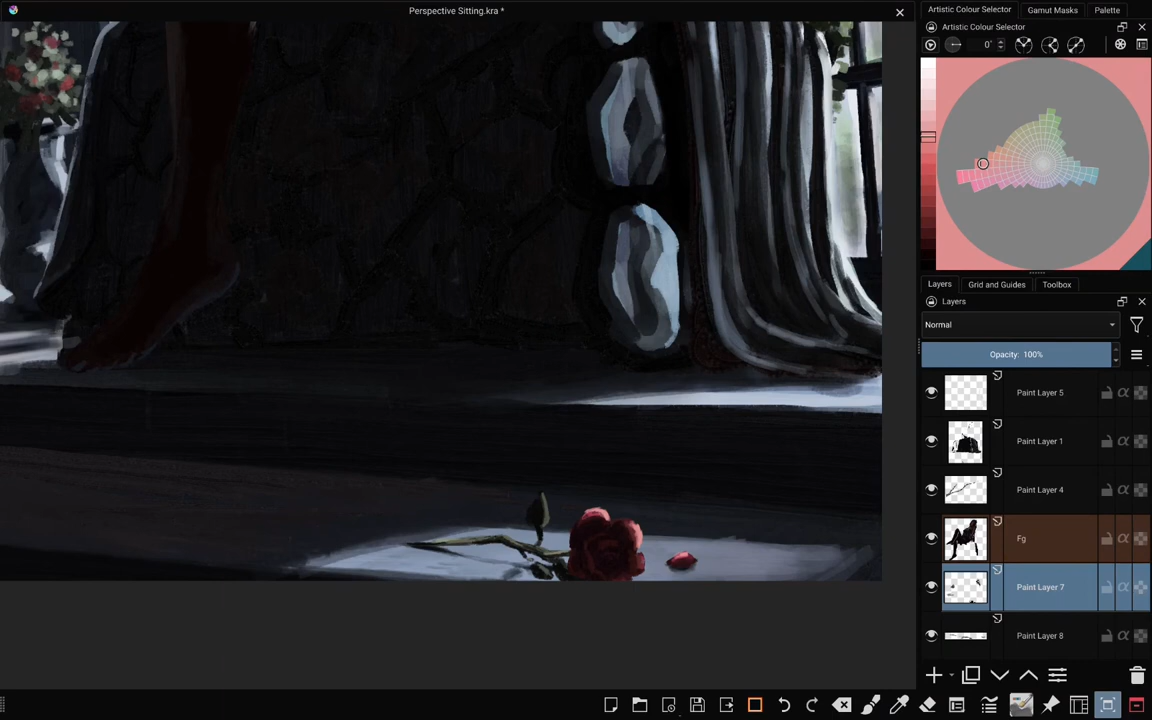 Perspective Sitting.kra *
Artistic Colour Selector
Gamut Masks
Palette
Artistic Colour Selector
0°
Layers
Grid and Guides
Toolbox
Layers
Normal
Opacity: 100%
Paint Layer 5
Paint Layer 1
Paint Layer 4
Fg
Paint Layer 7
Paint Layer 8